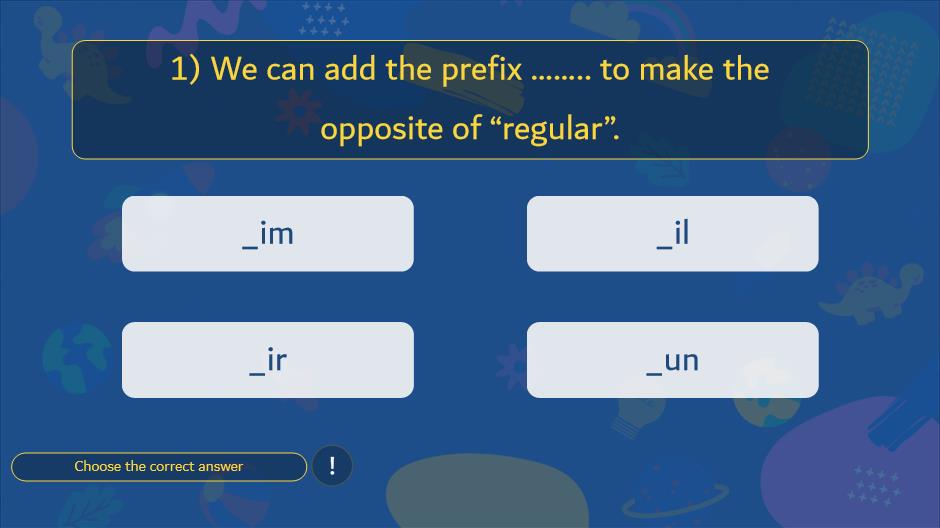 1) We can add the prefix ........ to make the
opposite of “regular”.
_im
_il
_ir
_un
Choose the correct answer
!